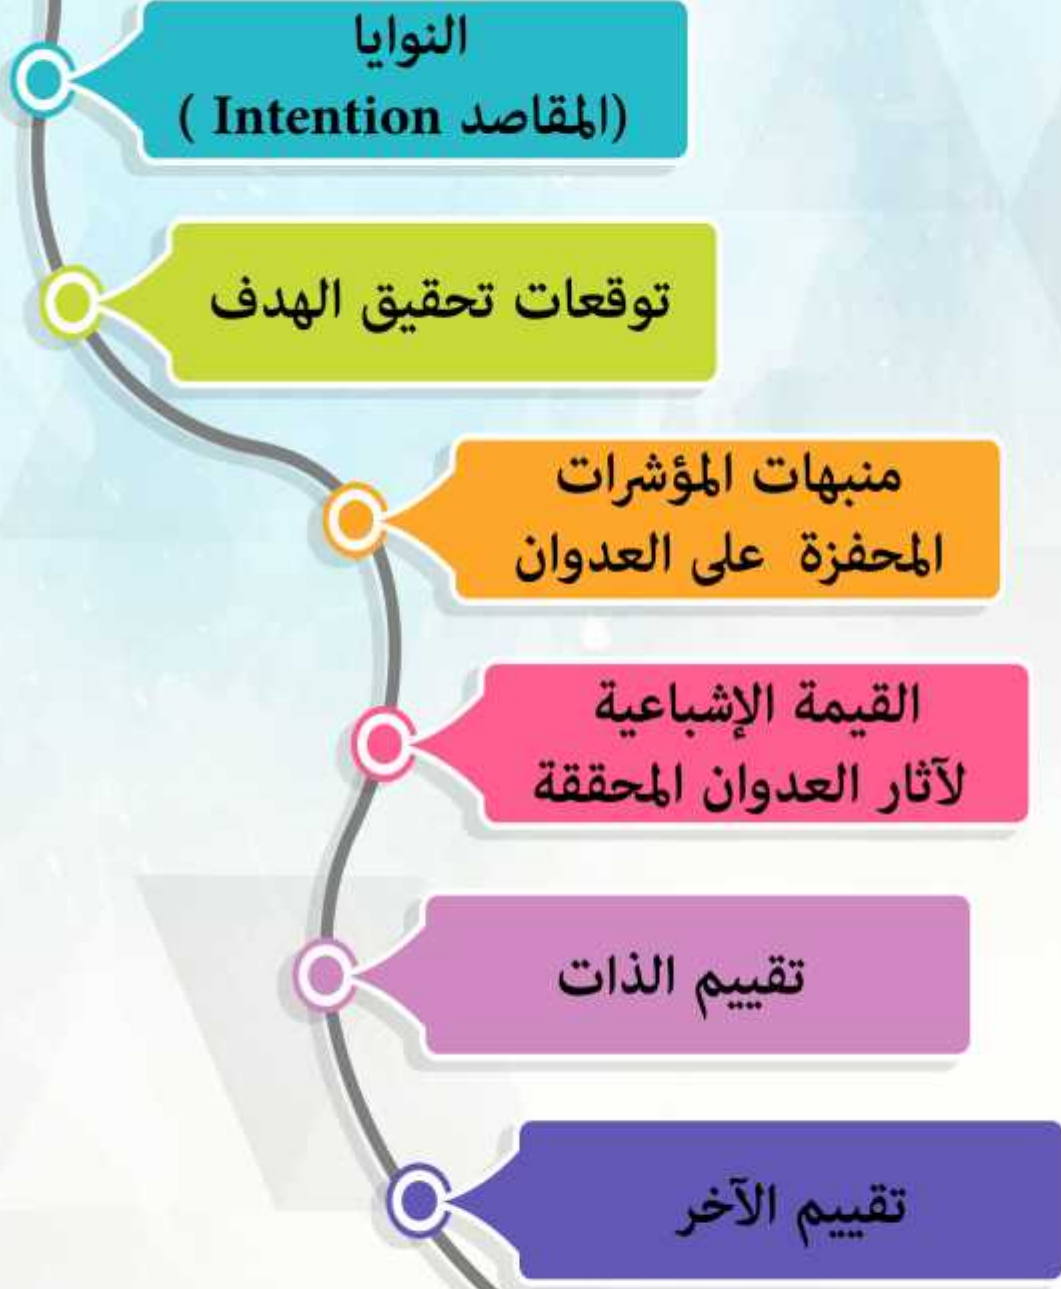 النوايا
(المقاصد Intention )
توقعات تحقيق الهدف
منبهات المؤشرات
المحفزة على العدوان
القيمة الإشباعية
لآثار العدوان المحققة
تقييم الذات
تقييم الآخر